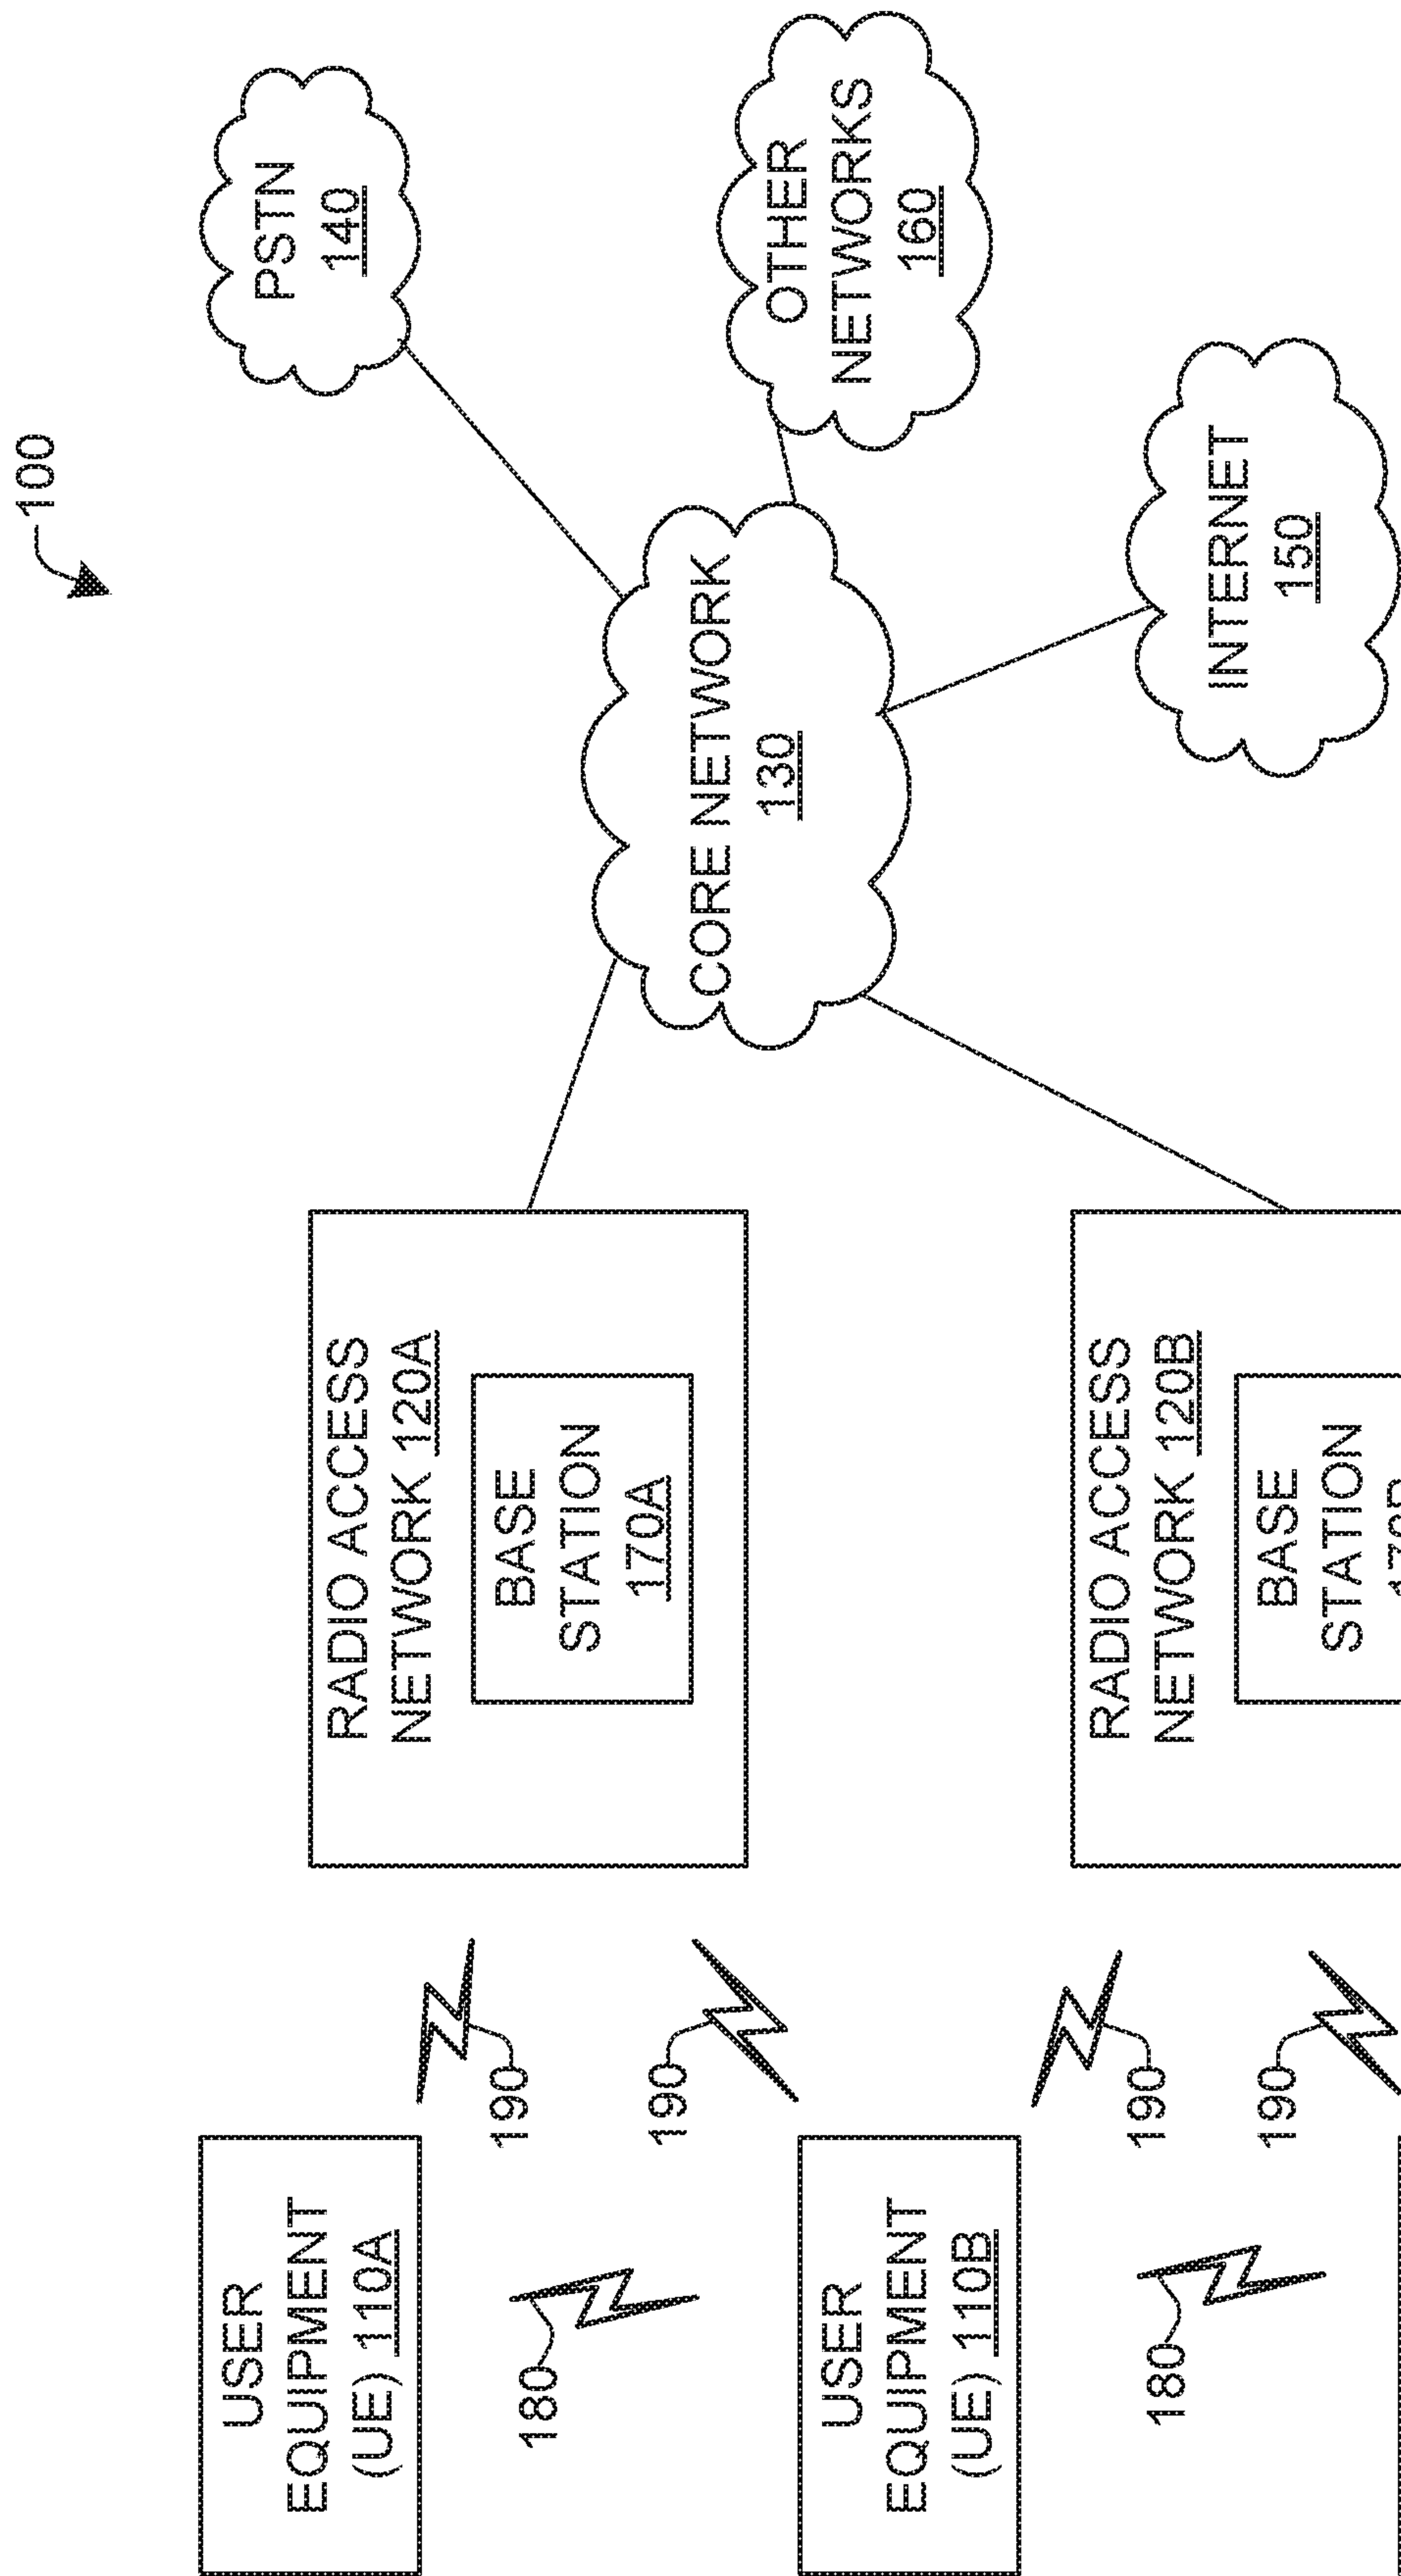 100
USER
EQUIPMENT
(UE) 110A
190
180
190
RADIO ACCESS
NETWORK 120A
BASE
STATION
170A
PSTN
140
CORE NETWORK
130
OTHER
NETWORKS
160
INTERNET
150
USER
EQUIPMENT
(UE) 110B
190
180
190
RADIO ACCESS
NETWORK 120B
BASE
STATION